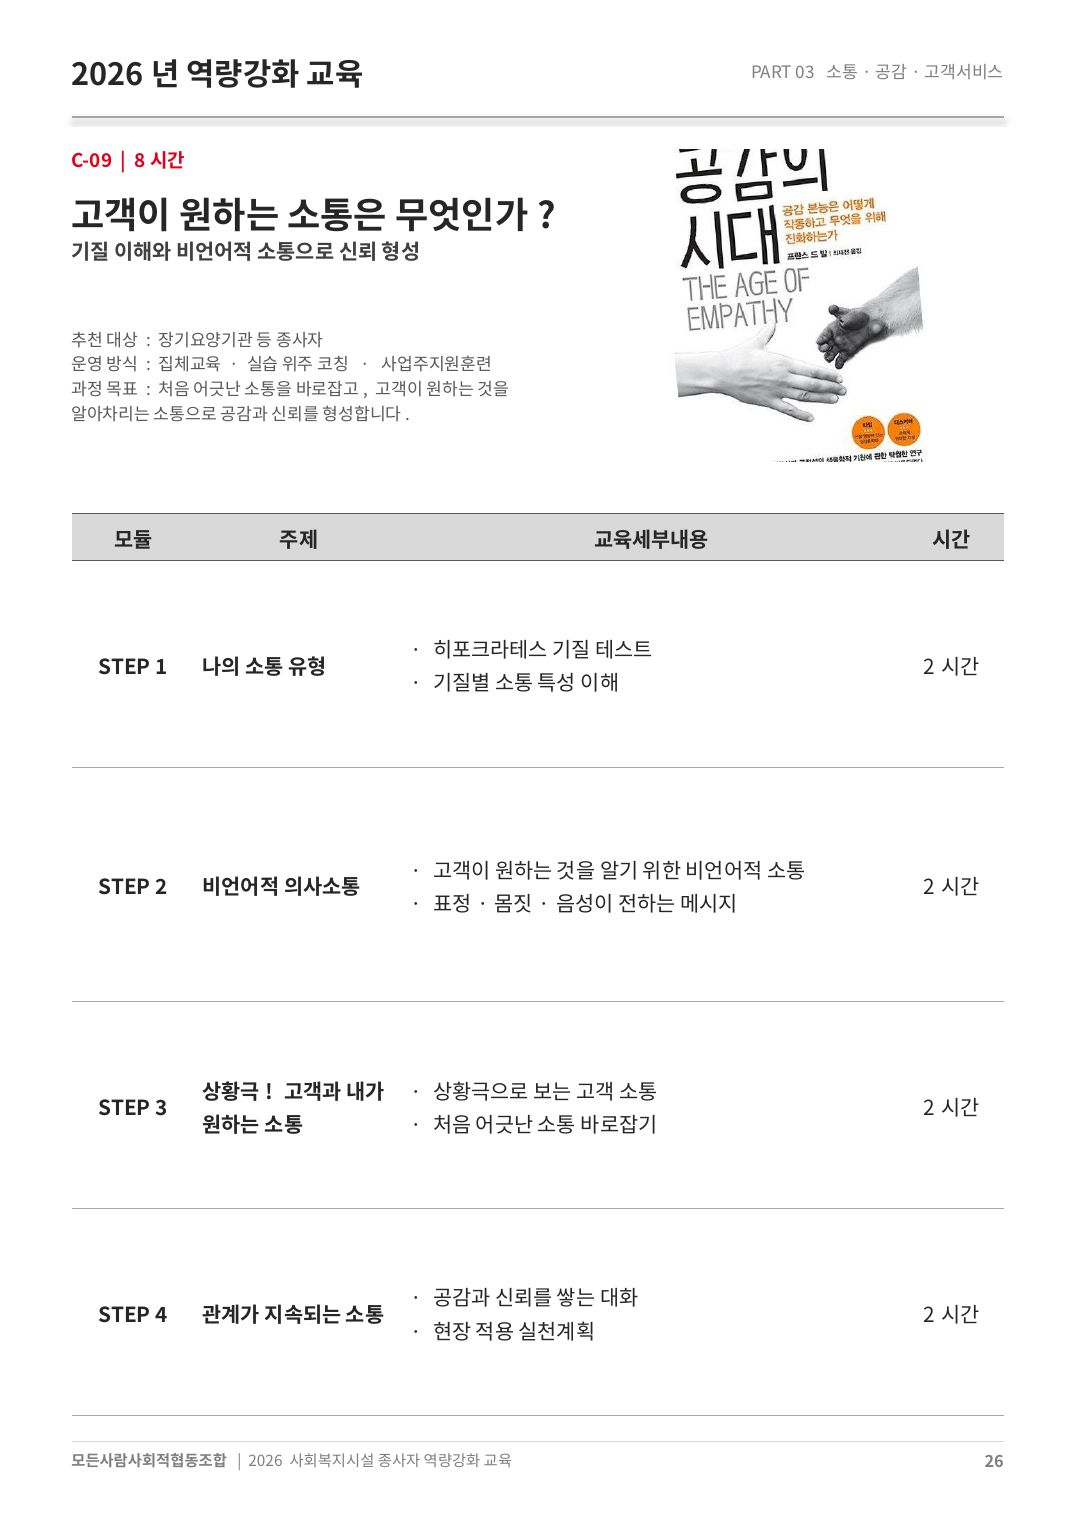 2026 년 역량강화 교육
PART 03 소통 · 공감 · 고객서비스
C-09 | 8 시간
고객이 원하는 소통은 무엇인가 ?
기질 이해와 비언어적 소통으로 신뢰 형성
추천 대상 : 장기요양기관 등 종사자
운영 방식 : 집체교육 · 실습 위주 코칭 · 사업주지원훈련
과정 목표 : 처음 어긋난 소통을 바로잡고 , 고객이 원하는 것을
알아차리는 소통으로 공감과 신뢰를 형성합니다 .
공감의
시대
공감 본능은 어떻게
작동하고 무엇을 위해
진화하는가
프란스 드 발 | 최재천 옮김
THE AGE OF
EMPATHY
모듈 주제 교육세부내용 시간
STEP 1 나의 소통 유형
· 히포크라테스 기질 테스트
· 기질별 소통 특성 이해
2 시간
STEP 2 비언어적 의사소통
· 고객이 원하는 것을 알기 위한 비언어적 소통
· 표정 · 몸짓 · 음성이 전하는 메시지
2 시간
STEP 3
상황극 ! 고객과 내가
원하는 소통
· 상황극으로 보는 고객 소통
· 처음 어긋난 소통 바로잡기
2 시간
STEP 4 관계가 지속되는 소통
· 공감과 신뢰를 쌓는 대화
· 현장 적용 실천계획
2 시간
모든사람사회적협동조합 | 2026 사회복지시설 종사자 역량강화 교육
26